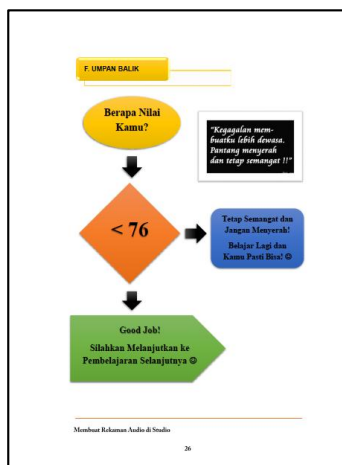 F. UMPAN BALIK
Berapa Nilai
Kamu?
"Kegagalan mem-
buatku lebih dewasa.
Pantang menyerah
dan tetap semangat !!"
< 76
Tetap Semangat dan
Jangan Menyerah!
Belajar Lagi dan
Kamu Pasti Bisa! ☺
Good Job!
Silahkan Melanjutkan ke
Pembelajaran Selanjutnya ☺
Membuat Rekaman Audio di Studio
26